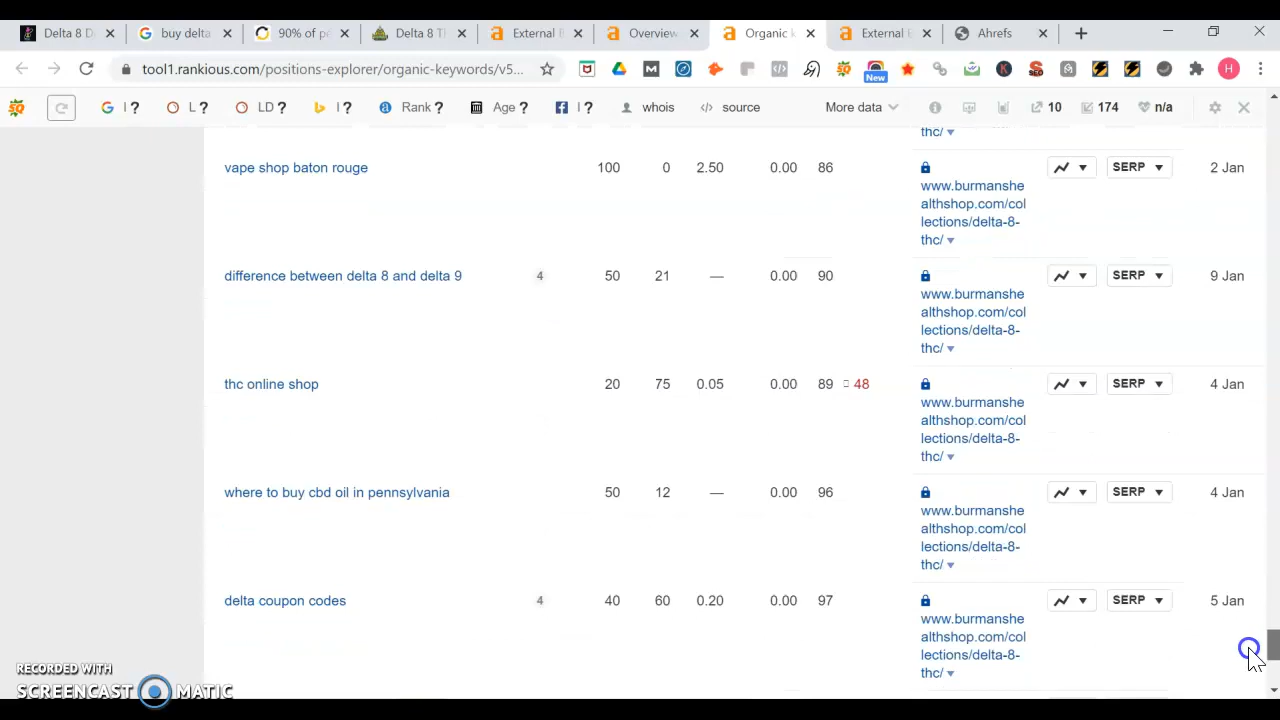 Delta 8 D
buy delta
90% of pe
Delta 8 T
External B
Overview
Organic k
External B
Ahrefs
tool1.rankious.com/positions-explorer/organic-keywords/v5...
New
I ?
L ?
LD ?
I ?
Rank ?
Age ?
I ?
whois
source
More data
10
174
n/a
thc/
vape shop baton rouge 100 0 2.50 0.00 86 SERP 2 Jan
www.burmanshe
althshop.com/col
lections/delta-8-
thc/
difference between delta 8 and delta 9 4 50 21 — 0.00 90 SERP 9 Jan
www.burmanshe
althshop.com/col
lections/delta-8-
thc/
thc online shop 20 75 0.05 0.00 89 48 SERP 4 Jan
www.burmanshe
althshop.com/col
lections/delta-8-
thc/
where to buy cbd oil in pennsylvania 50 12 — 0.00 96 SERP 4 Jan
www.burmanshe
althshop.com/col
lections/delta-8-
thc/
delta coupon codes 4 40 60 0.20 0.00 97 SERP 5 Jan
www.burmanshe
althshop.com/col
lections/delta-8-
thc/
RECORDED WITH
SCREENCAST MATIC